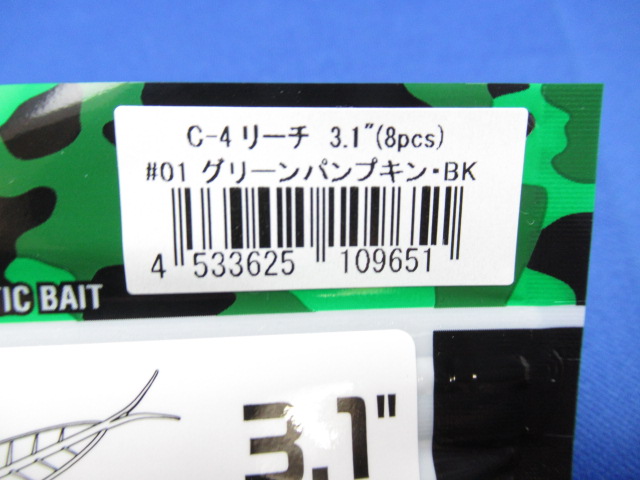 C-4 リーチ 3.1"(8pcs)
#01 グリーンパンプキン・BK
4 533625 109651
TIC BAIT
3.1"